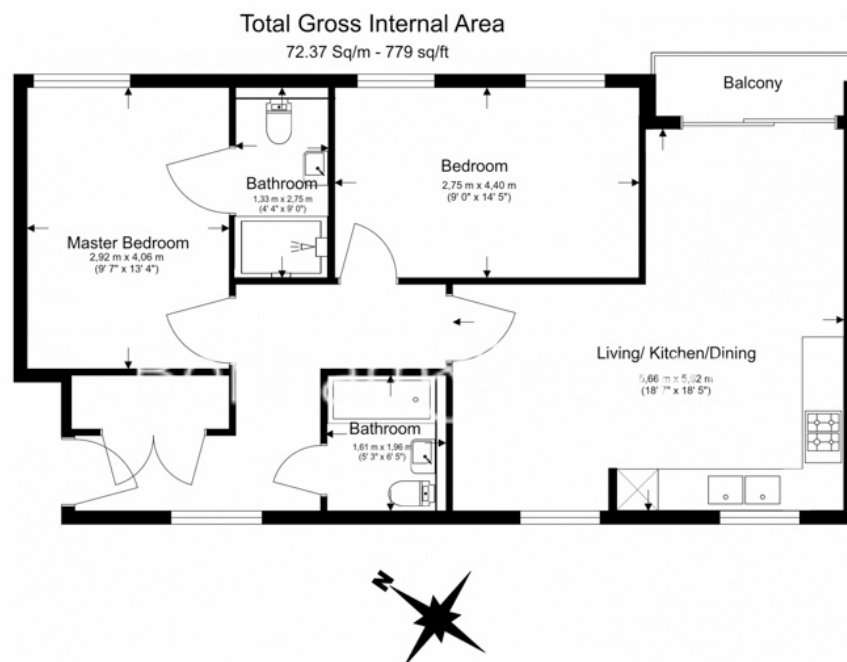 Total Gross Internal Area
72.37 Sq/m - 779 sq/ft
Balcony
Bedroom
2,75 m x 4,40 m
(9' 0" x 14' 5")
Bathroom
1,33 m x 2,75 m
(4' 4" x 9' 0")
Master Bedroom
2,92 m x 4,06 m
(9' 7" x 13' 4")
Living/ Kitchen/Dining
5,66 m x 5,62 m
(18' 7" x 18' 5")
Bathroom
1,61 m x 1,96 m
(5' 3" x 6' 5")
N